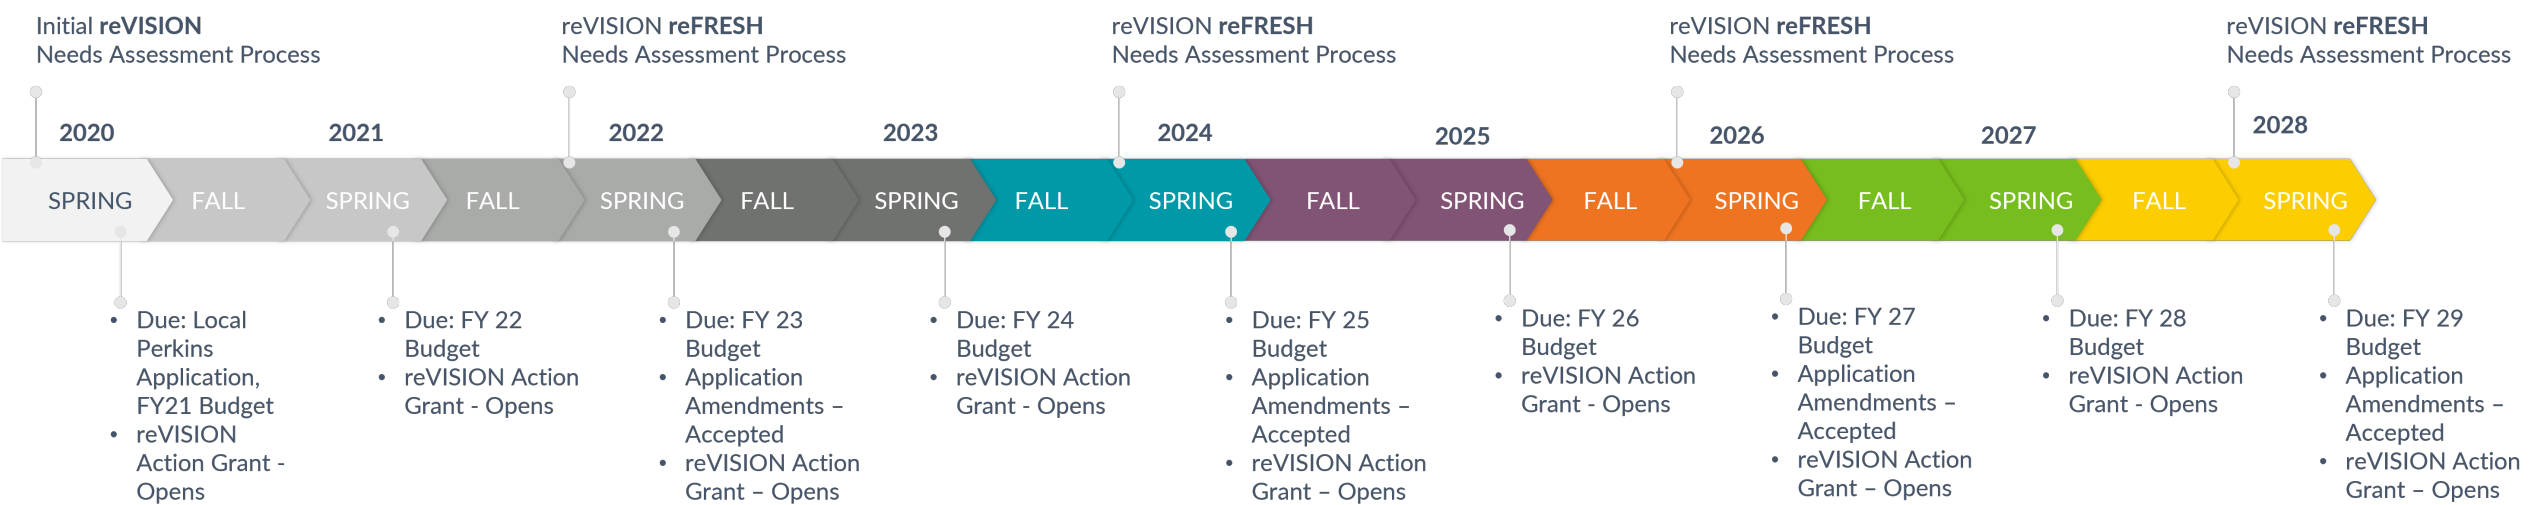 Initial reVISION
Needs Assessment Process
reVISION reFRESH
Needs Assessment Process
reVISION reFRESH
Needs Assessment Process
reVISION reFRESH
Needs Assessment Process
reVISION reFRESH
Needs Assessment Process
2020
2021
2022
2023
2024
2025
2026
2027
2028
SPRING
FALL
SPRING
FALL
SPRING
FALL
SPRING
FALL
SPRING
FALL
SPRING
FALL
SPRING
FALL
SPRING
FALL
SPRING
• Due: Local
Perkins
Application,
FY21 Budget
• reVISION
Action Grant -
Opens
• Due: FY 22
Budget
• reVISION Action
Grant - Opens
• Due: FY 23
Budget
• Application
Amendments –
Accepted
• reVISION Action
Grant – Opens
• Due: FY 24
Budget
• reVISION Action
Grant - Opens
• Due: FY 25
Budget
• Application
Amendments –
Accepted
• reVISION Action
Grant – Opens
• Due: FY 26
Budget
• reVISION Action
Grant - Opens
• Due: FY 27
Budget
• Application
Amendments –
Accepted
• reVISION Action
Grant – Opens
• Due: FY 28
Budget
• reVISION Action
Grant - Opens
• Due: FY 29
Budget
• Application
Amendments –
Accepted
• reVISION Action
Grant – Opens